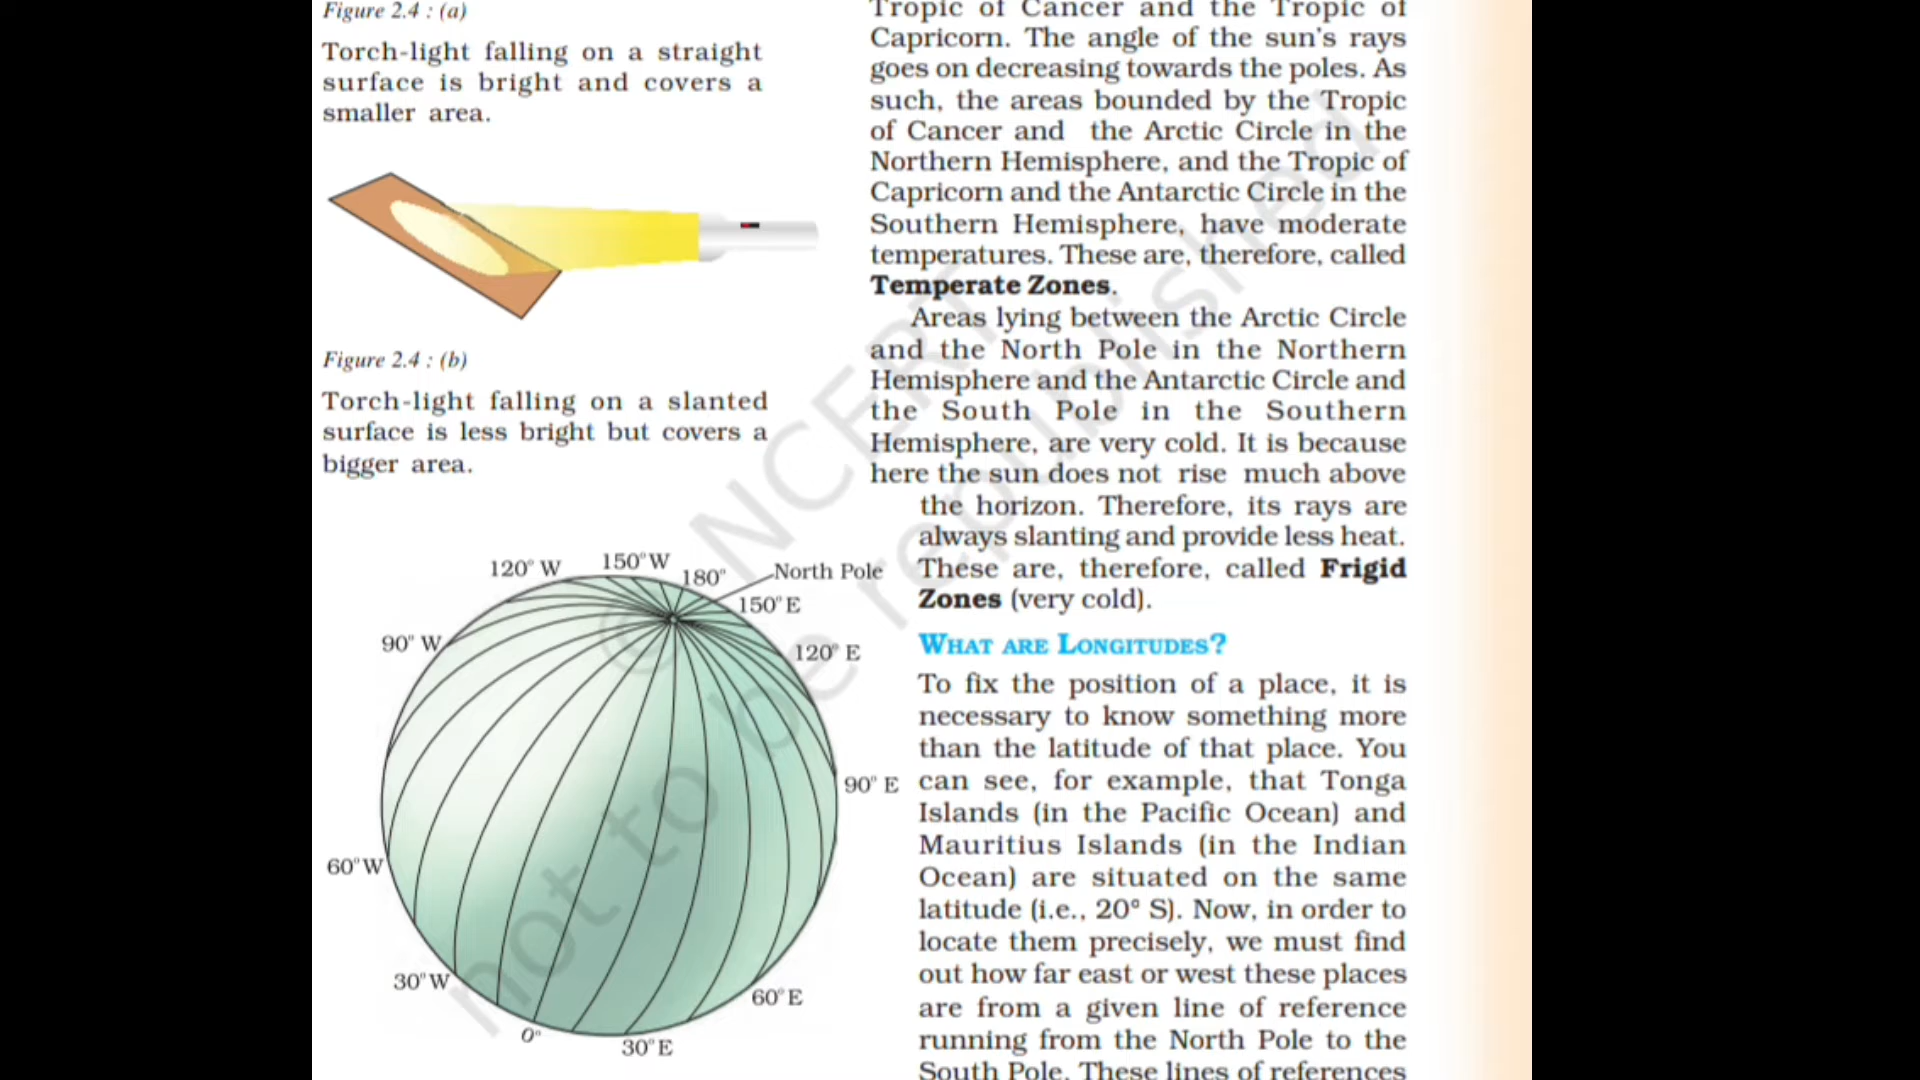 Figure 2.4 : (a)
Torch-light falling on a straight
surface is bright and covers a
smaller area.
Figure 2.4 : (b)
Torch-light falling on a slanted
surface is less bright but covers a
bigger area.
120° W
150° W
180°
North Pole
150° E
90° W
120° E
90° E
60° W
30° W
60° E
0°
30° E
Tropic of Cancer and the Tropic of
Capricorn. The angle of the sun's rays
goes on decreasing towards the poles. As
such, the areas bounded by the Tropic
of Cancer and the Arctic Circle in the
Northern Hemisphere, and the Tropic of
Capricorn and the Antarctic Circle in the
Southern Hemisphere, have moderate
temperatures. These are, therefore, called
Temperate Zones.
Areas lying between the Arctic Circle
and the North Pole in the Northern
Hemisphere and the Antarctic Circle and
the South Pole in the Southern
Hemisphere, are very cold. It is because
here the sun does not rise much above
the horizon. Therefore, its rays are
always slanting and provide less heat.
These are, therefore, called Frigid
Zones (very cold).
WHAT ARE LONGITUDES?
To fix the position of a place, it is
necessary to know something more
than the latitude of that place. You
can see, for example, that Tonga
Islands (in the Pacific Ocean) and
Mauritius Islands (in the Indian
Ocean) are situated on the same
latitude (i.e., 20° S). Now, in order to
locate them precisely, we must find
out how far east or west these places
are from a given line of reference
running from the North Pole to the
South Pole. These lines of references
© NCERT
not to be republished